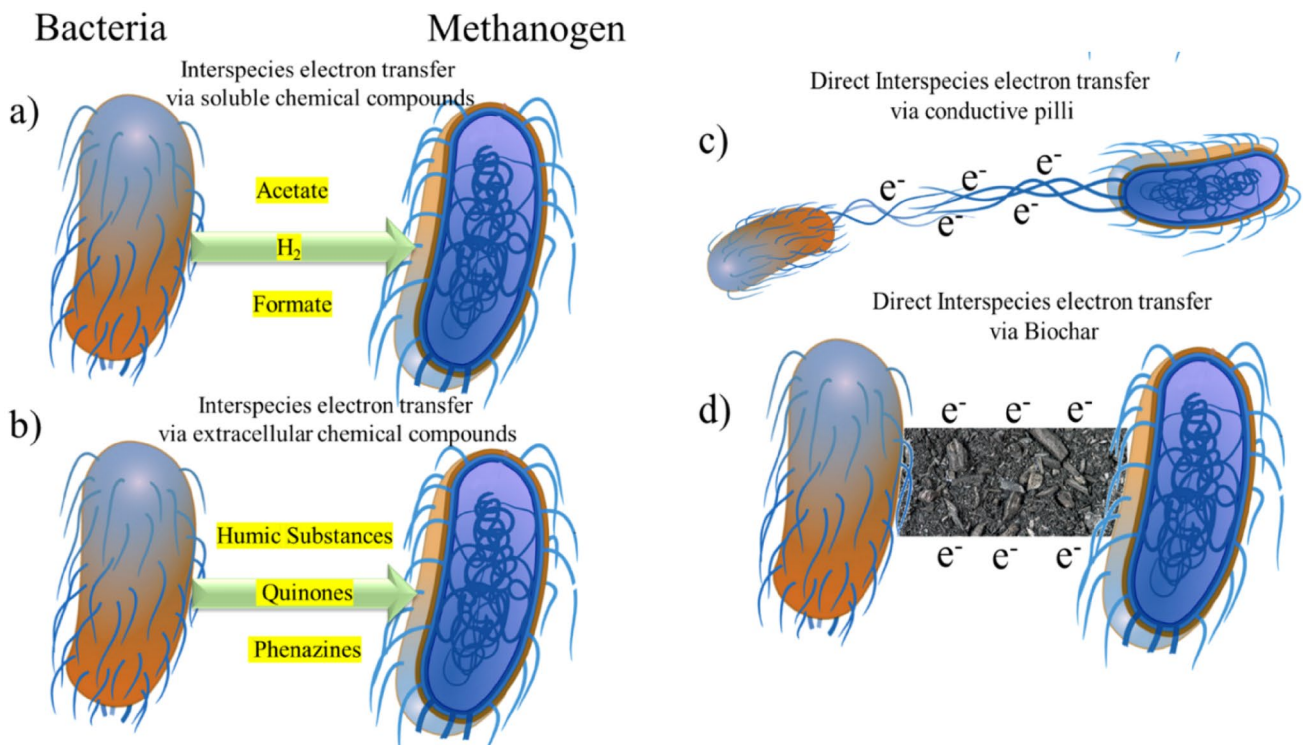 Bacteria
Methanogen
a)
Interspecies electron transfer
via soluble chemical compounds
Acetate
H₂
Formate
b)
Interspecies electron transfer
via extracellular chemical compounds
Humic Substances
Quinones
Phenazines
c)
Direct Interspecies electron transfer
via conductive pilli
e⁻
e⁻
e⁻
e⁻
e⁻
Direct Interspecies electron transfer
via Biochar
d)
e⁻ e⁻ e⁻
e⁻ e⁻ e⁻